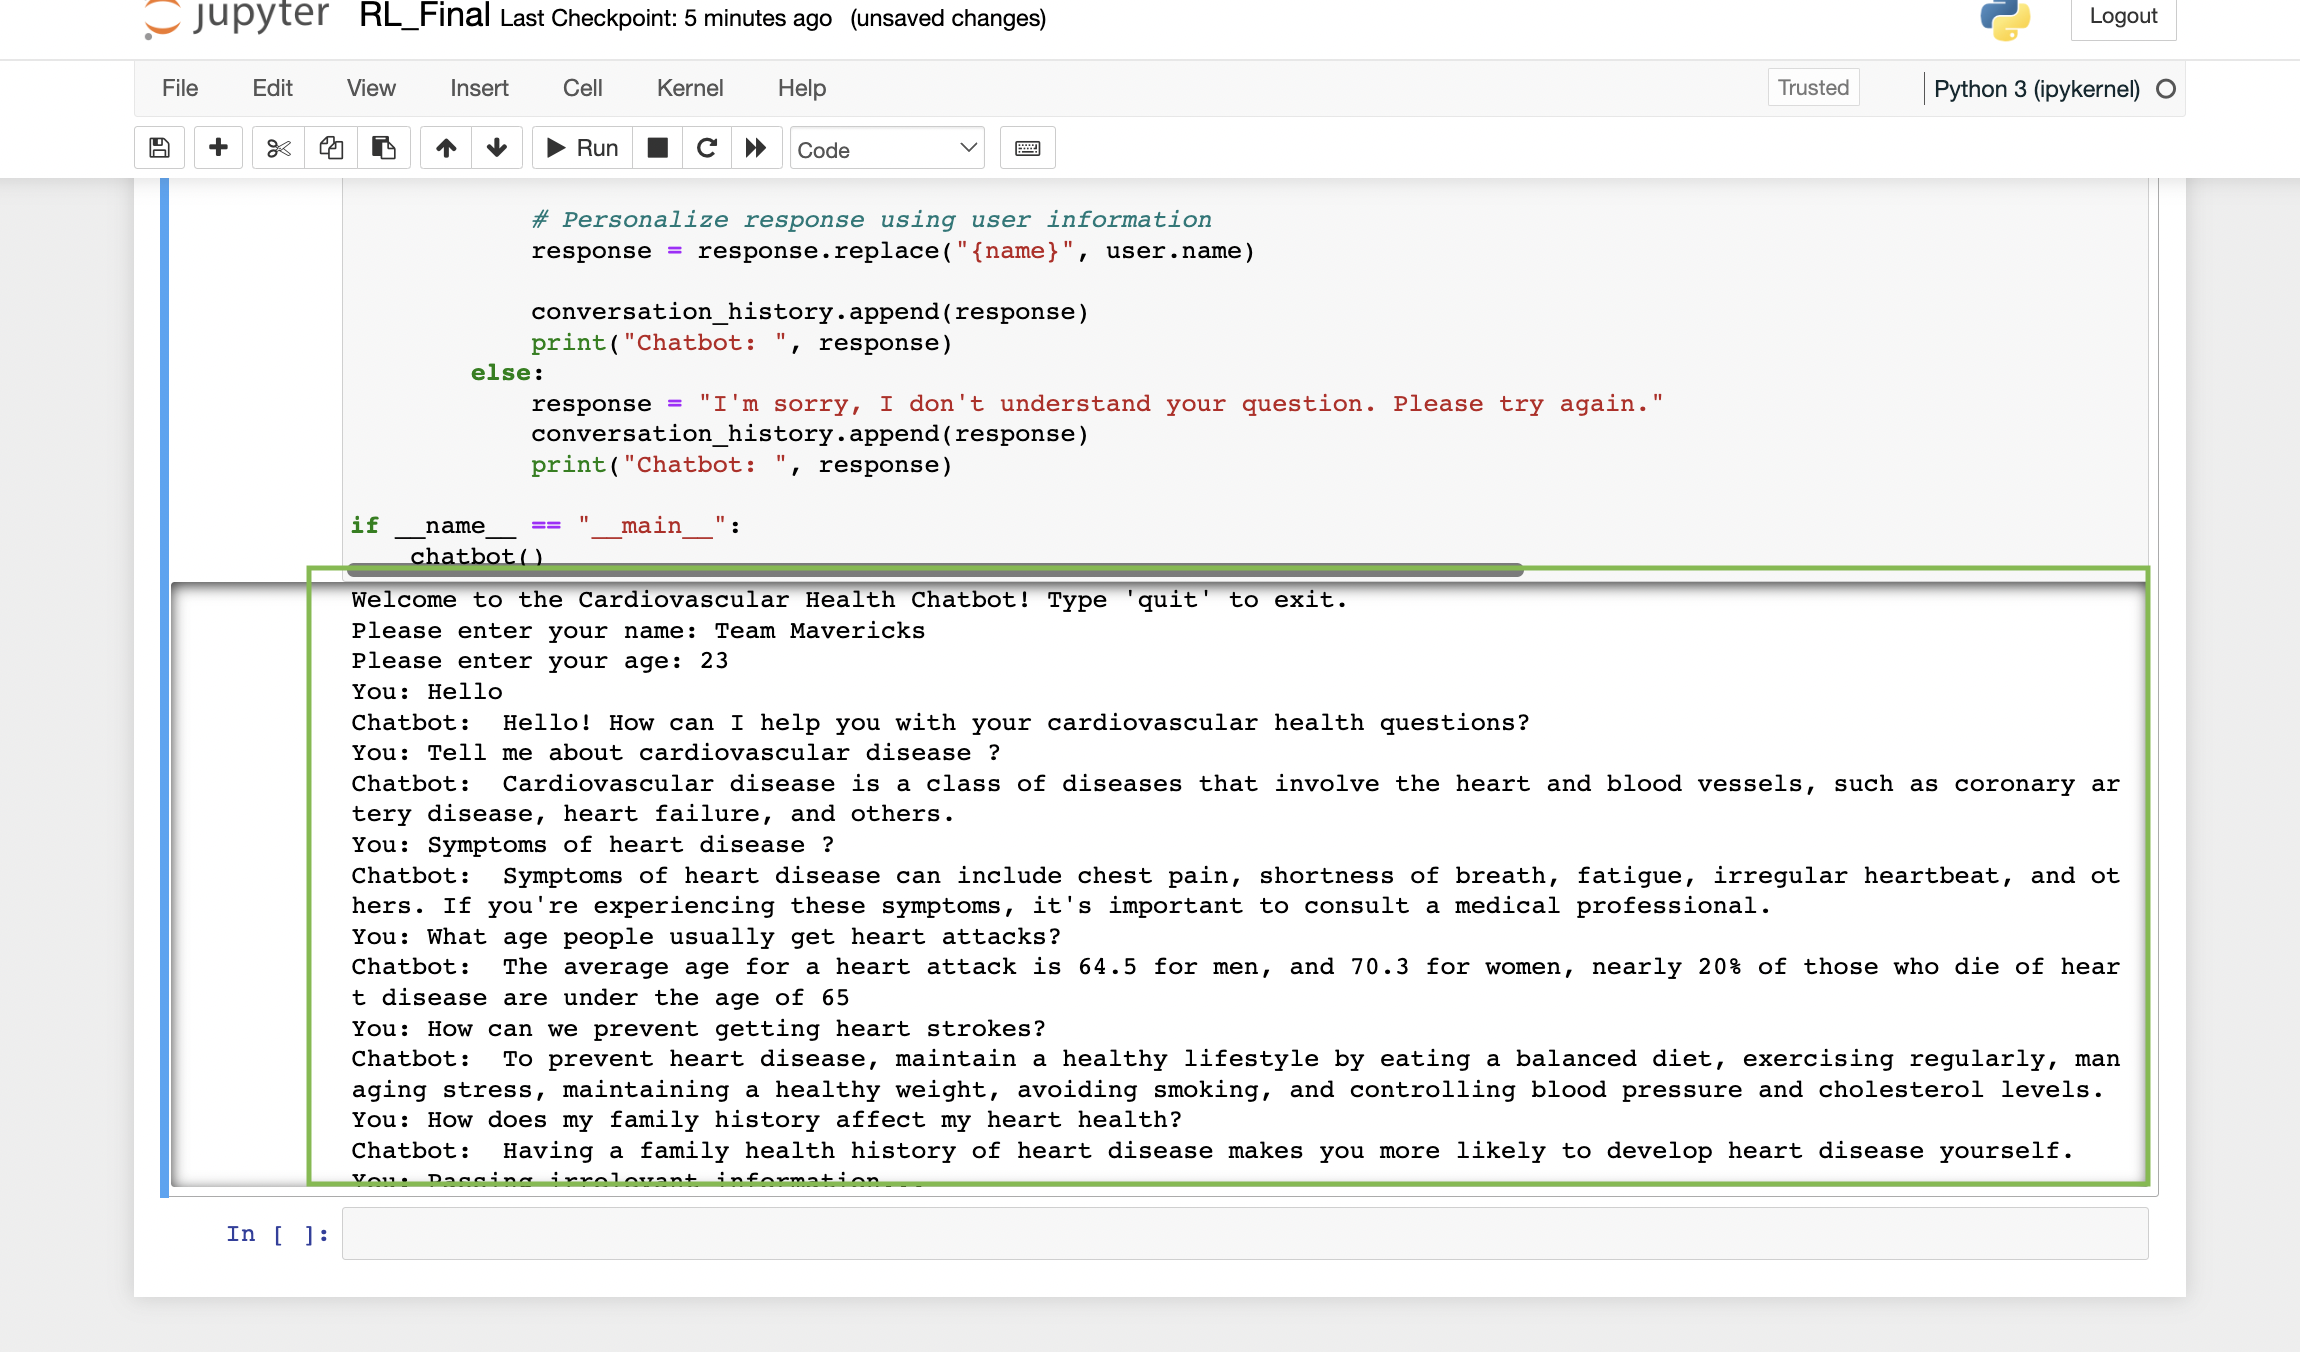 jupyter RL_Final Last Checkpoint: 5 minutes ago (unsaved changes) Logout
File Edit View Insert Cell Kernel Help Trusted Python 3 (ipykernel)
Run Code
# Personalize response using user information
response = response.replace("{name}", user.name)
conversation_history.append(response)
print("Chatbot: ", response)
else:
response = "I'm sorry, I don't understand your question. Please try again."
conversation_history.append(response)
print("Chatbot: ", response)
if __name__ == "__main__":
chatbot()
Welcome to the Cardiovascular Health Chatbot! Type 'quit' to exit.
Please enter your name: Team Mavericks
Please enter your age: 23
You: Hello
Chatbot:  Hello! How can I help you with your cardiovascular health questions?
You: Tell me about cardiovascular disease ?
Chatbot:  Cardiovascular disease is a class of diseases that involve the heart and blood vessels, such as coronary ar
tery disease, heart failure, and others.
You: Symptoms of heart disease ?
Chatbot:  Symptoms of heart disease can include chest pain, shortness of breath, fatigue, irregular heartbeat, and ot
hers. If you're experiencing these symptoms, it's important to consult a medical professional.
You: What age people usually get heart attacks?
Chatbot:  The average age for a heart attack is 64.5 for men, and 70.3 for women, nearly 20% of those who die of hear
t disease are under the age of 65
You: How can we prevent getting heart strokes?
Chatbot:  To prevent heart disease, maintain a healthy lifestyle by eating a balanced diet, exercising regularly, man
aging stress, maintaining a healthy weight, avoiding smoking, and controlling blood pressure and cholesterol levels.
You: How does my family history affect my heart health?
Chatbot:  Having a family health history of heart disease makes you more likely to develop heart disease yourself.
You: Passing irrelevant information...
In [ ]: